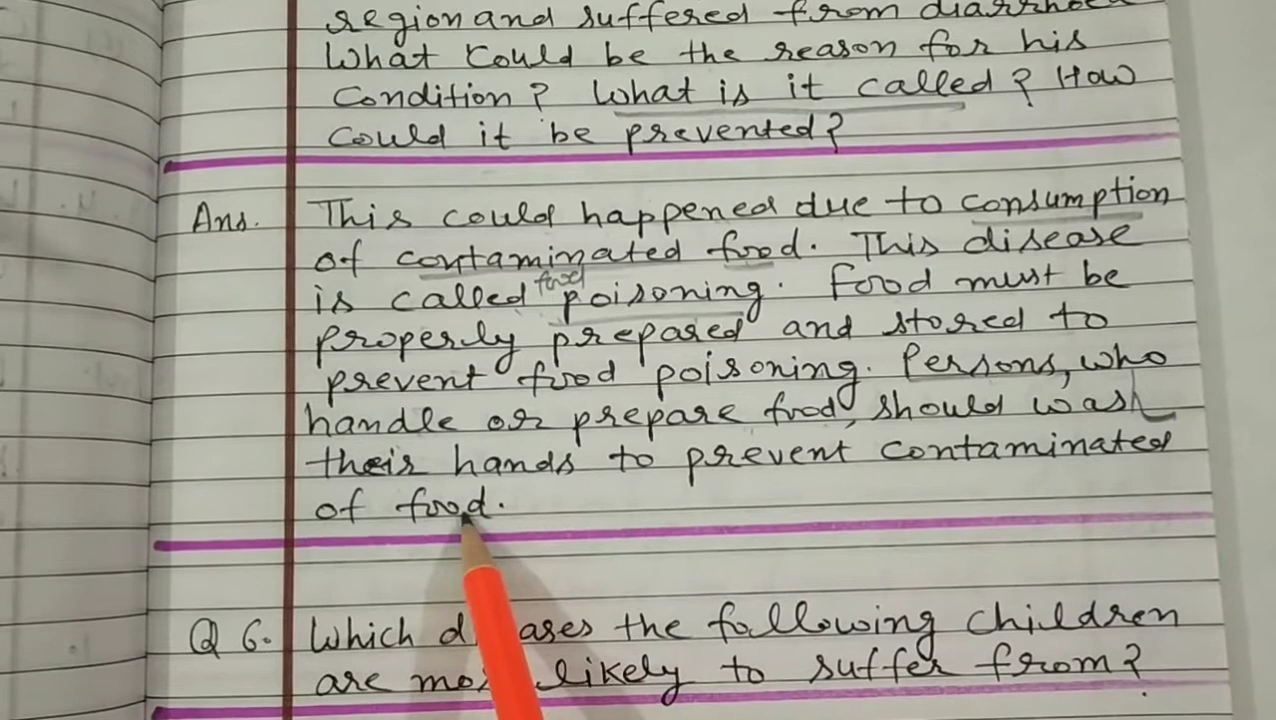 region and suffered from diarrhoea
What could be the reason for his
condition? What is it called? How
could it be prevented?
Ans. This could happened due to consumption
of contaminated food. This disease
is called food poisoning. Food must be
properly prepared and stored to
prevent food poisoning. Persons, who
handle or prepare food, should wash
their hands to prevent contaminated
of food.
Q 6. Which d ases the following children
are mos likely to suffer from?